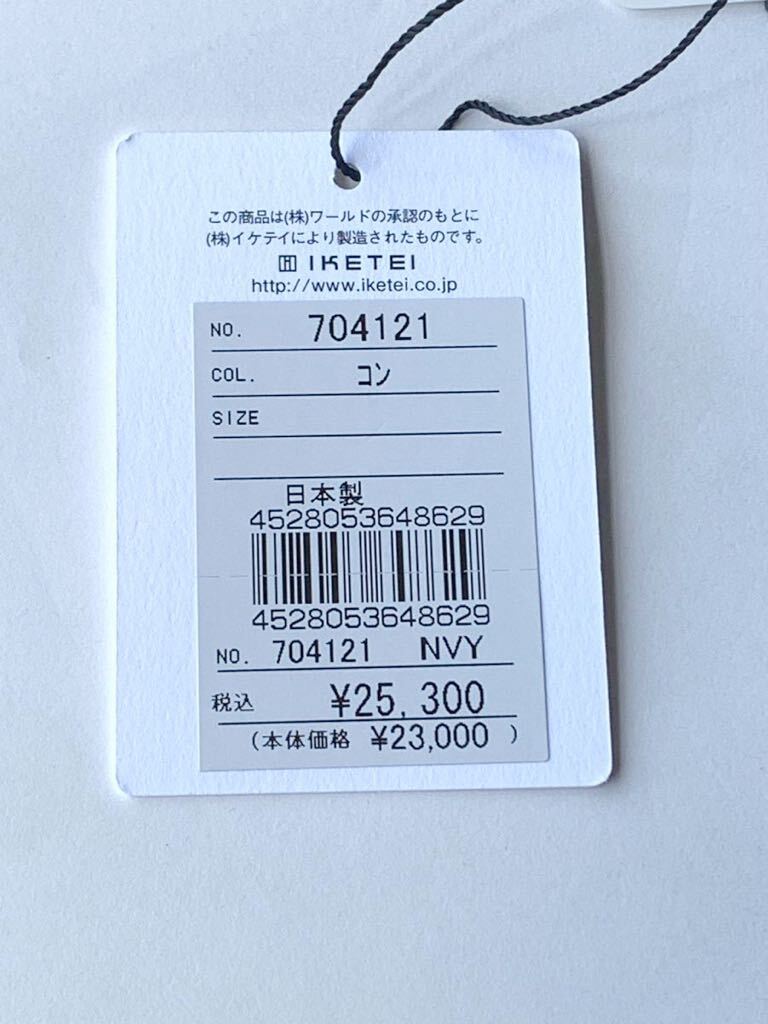 この商品は(株)ワールドの承認のもとに
(株)イケテイにより製造されたものです。
IKETEI
http://www.iketei.co.jp
NO. 704121
COL. コン
SIZE
日本製
4528053648629
4528053648629
NO. 704121 NVY
税込 ¥25,300
(本体価格 ¥23,000 )